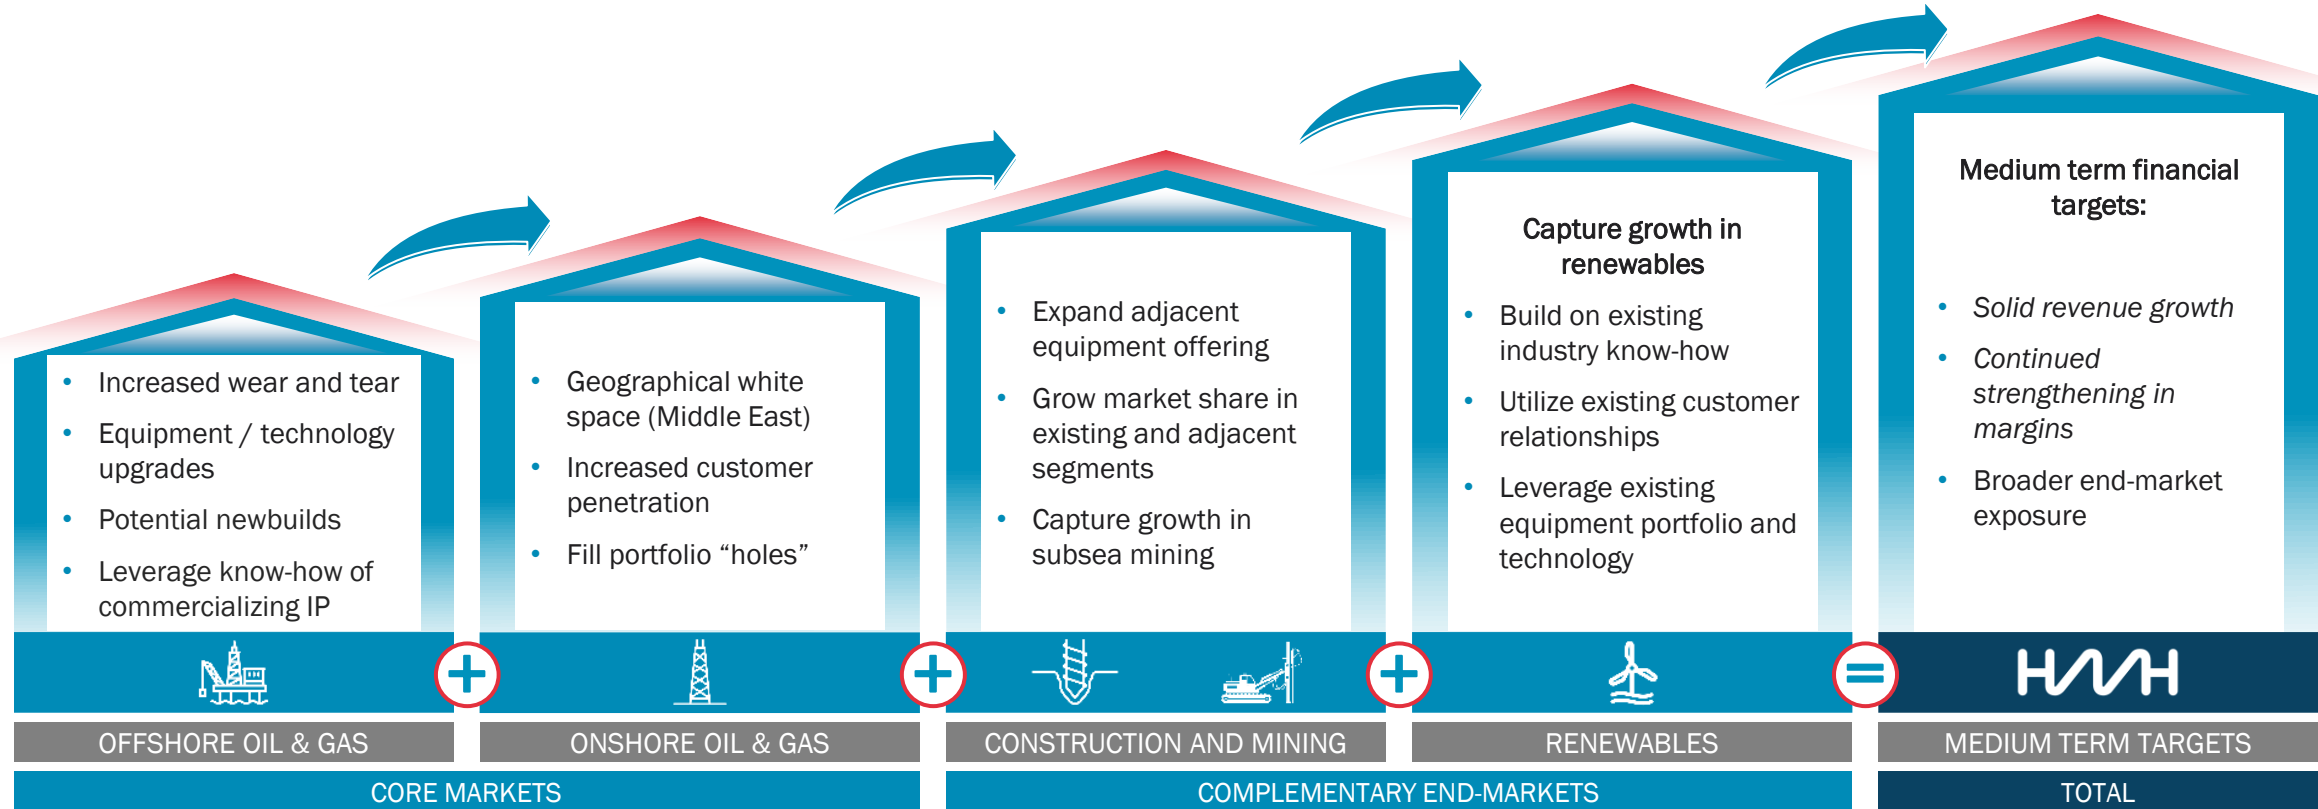 • Increased wear and tear
• Equipment / technology
upgrades
• Potential newbuilds
• Leverage know-how of
commercializing IP
OFFSHORE OIL & GAS
• Geographical white
space (Middle East)
• Increased customer
penetration
• Fill portfolio “holes”
ONSHORE OIL & GAS
CORE MARKETS
• Expand adjacent
equipment offering
• Grow market share in
existing and adjacent
segments
• Capture growth in
subsea mining
CONSTRUCTION AND MINING
Capture growth in
renewables
• Build on existing
industry know-how
• Utilize existing customer
relationships
• Leverage existing
equipment portfolio and
technology
RENEWABLES
COMPLEMENTARY END-MARKETS
Medium term financial
targets:
• Solid revenue growth
• Continued
strengthening in
margins
• Broader end-market
exposure
HMH
MEDIUM TERM TARGETS
TOTAL